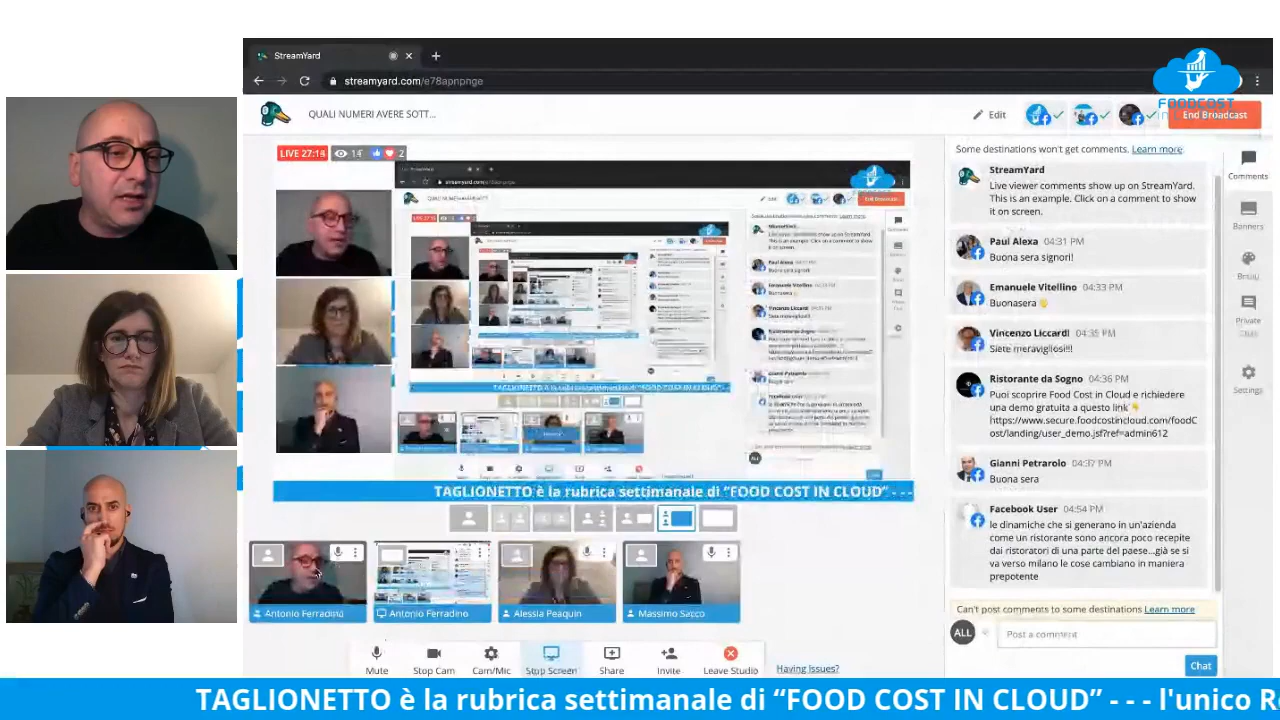 StreamYard
streamyard.com/e78apnpnge
QUALI NUMERI AVERE SOTT...
Edit
End Broadcast
FOODCOST
LIVE 27:14
14
2
Some destinations won't get comments. Learn more.
StreamYard
Live viewer comments show up on StreamYard.
This is an example. Click on a comment to show
it on screen.
Paul Alexa 04:31 PM
Buona sera signori!
Emanuele Vitellino 04:33 PM
Buonasera
Vincenzo Liccardi 04:35 PM
Siete meravigliosi!!!
Ristorante da Sogno 04:36 PM
Puoi scoprire Food Cost in Cloud e richiedere
una demo gratuita a questo link
https://www.secure.foodcostincloud.com/foodC
ost/landing/user_demo.jsf?ref=admin612
Gianni Petrarolo 04:37 PM
Buona sera
Facebook User 04:54 PM
le dinamiche che si generono in un'azienda
come un ristorante sono ancora poco recepite
dai ristoratori di una parte del poese...già se si
va verso milano le cose cambiano in maniera
prepotente
Can't post comments to some destinations Learn more
ALL
Post a comment
Chat
Comments
Banners
Brand
Private
Chat
Settings
TAGLIONETTO è la rubrica settimanale di “FOOD COST IN CLOUD” - - -
Antonio Ferradino
Antonio Ferradino
Alessia Peaquin
Massimo Sacco
Mute
Stop Cam
Cam/Mic
Stop Screen
Share
Invite
Leave Studio
Having Issues?
TAGLIONETTO è la rubrica settimanale di “FOOD COST IN CLOUD” - - - l'unico R